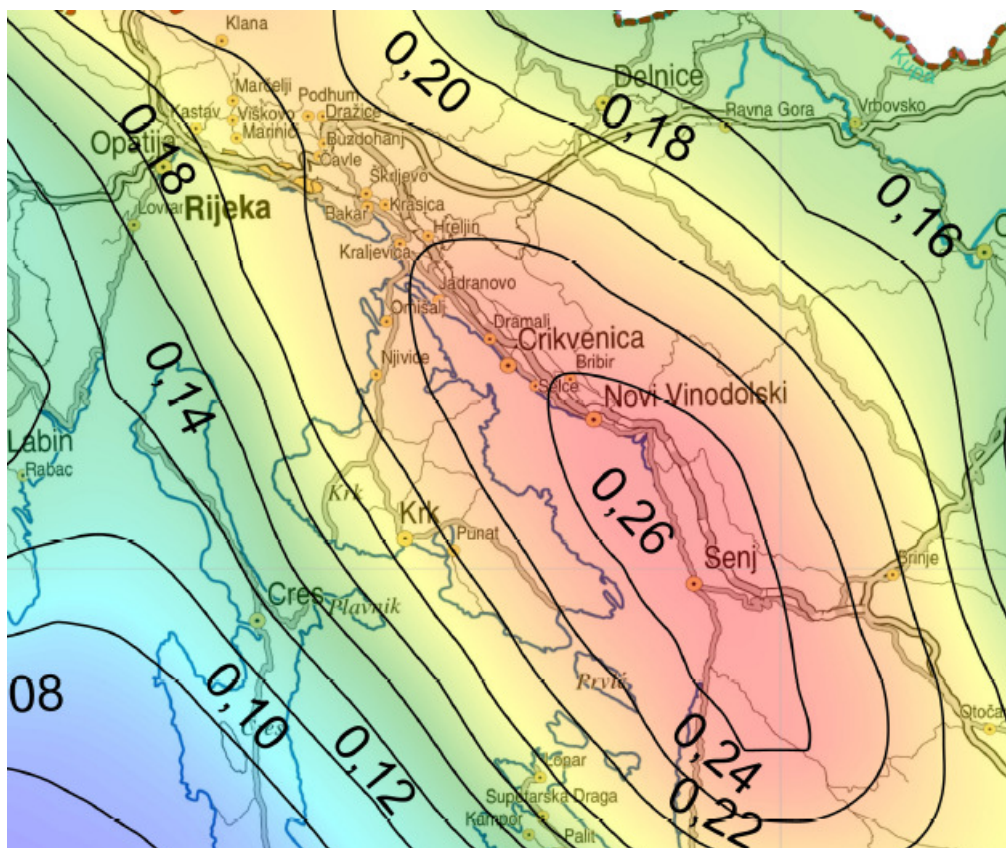 Klana
0,20
Kupa
Delnice
Marčelji
Podhum
Kastav
Viškovo
Dražice
0,18
Ravna Gora
Vrbovsko
0,18
Marinići
Buzdohanj
Opatija
Čavle
Škrljevo
Lovran
Rijeka
Bakar
Krasica
0,16
Hreljin
Kraljevica
Jadranovo
Omišalj
Dramalj
Crikvenica
Njivice
Bribir
0,14
Selce
Novi Vinodolski
Labin
Rabac
Krk
0,26
Krk
Punat
Senj
Brinje
Cres
Plavnik
Prvić
08
0,10
Cres
Otoča
0,12
0,24
Lopar
Supetarska Draga
0,22
Kampor
Palit